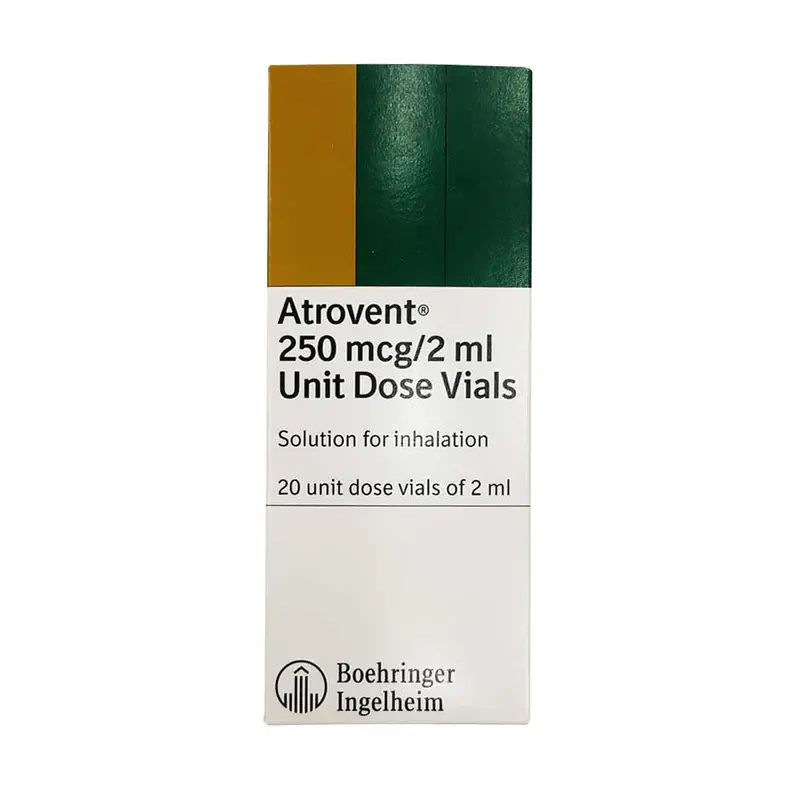 Atrovent®
250 mcg/2 ml
Unit Dose Vials
Solution for inhalation
20 unit dose vials of 2 ml
Boehringer
Ingelheim